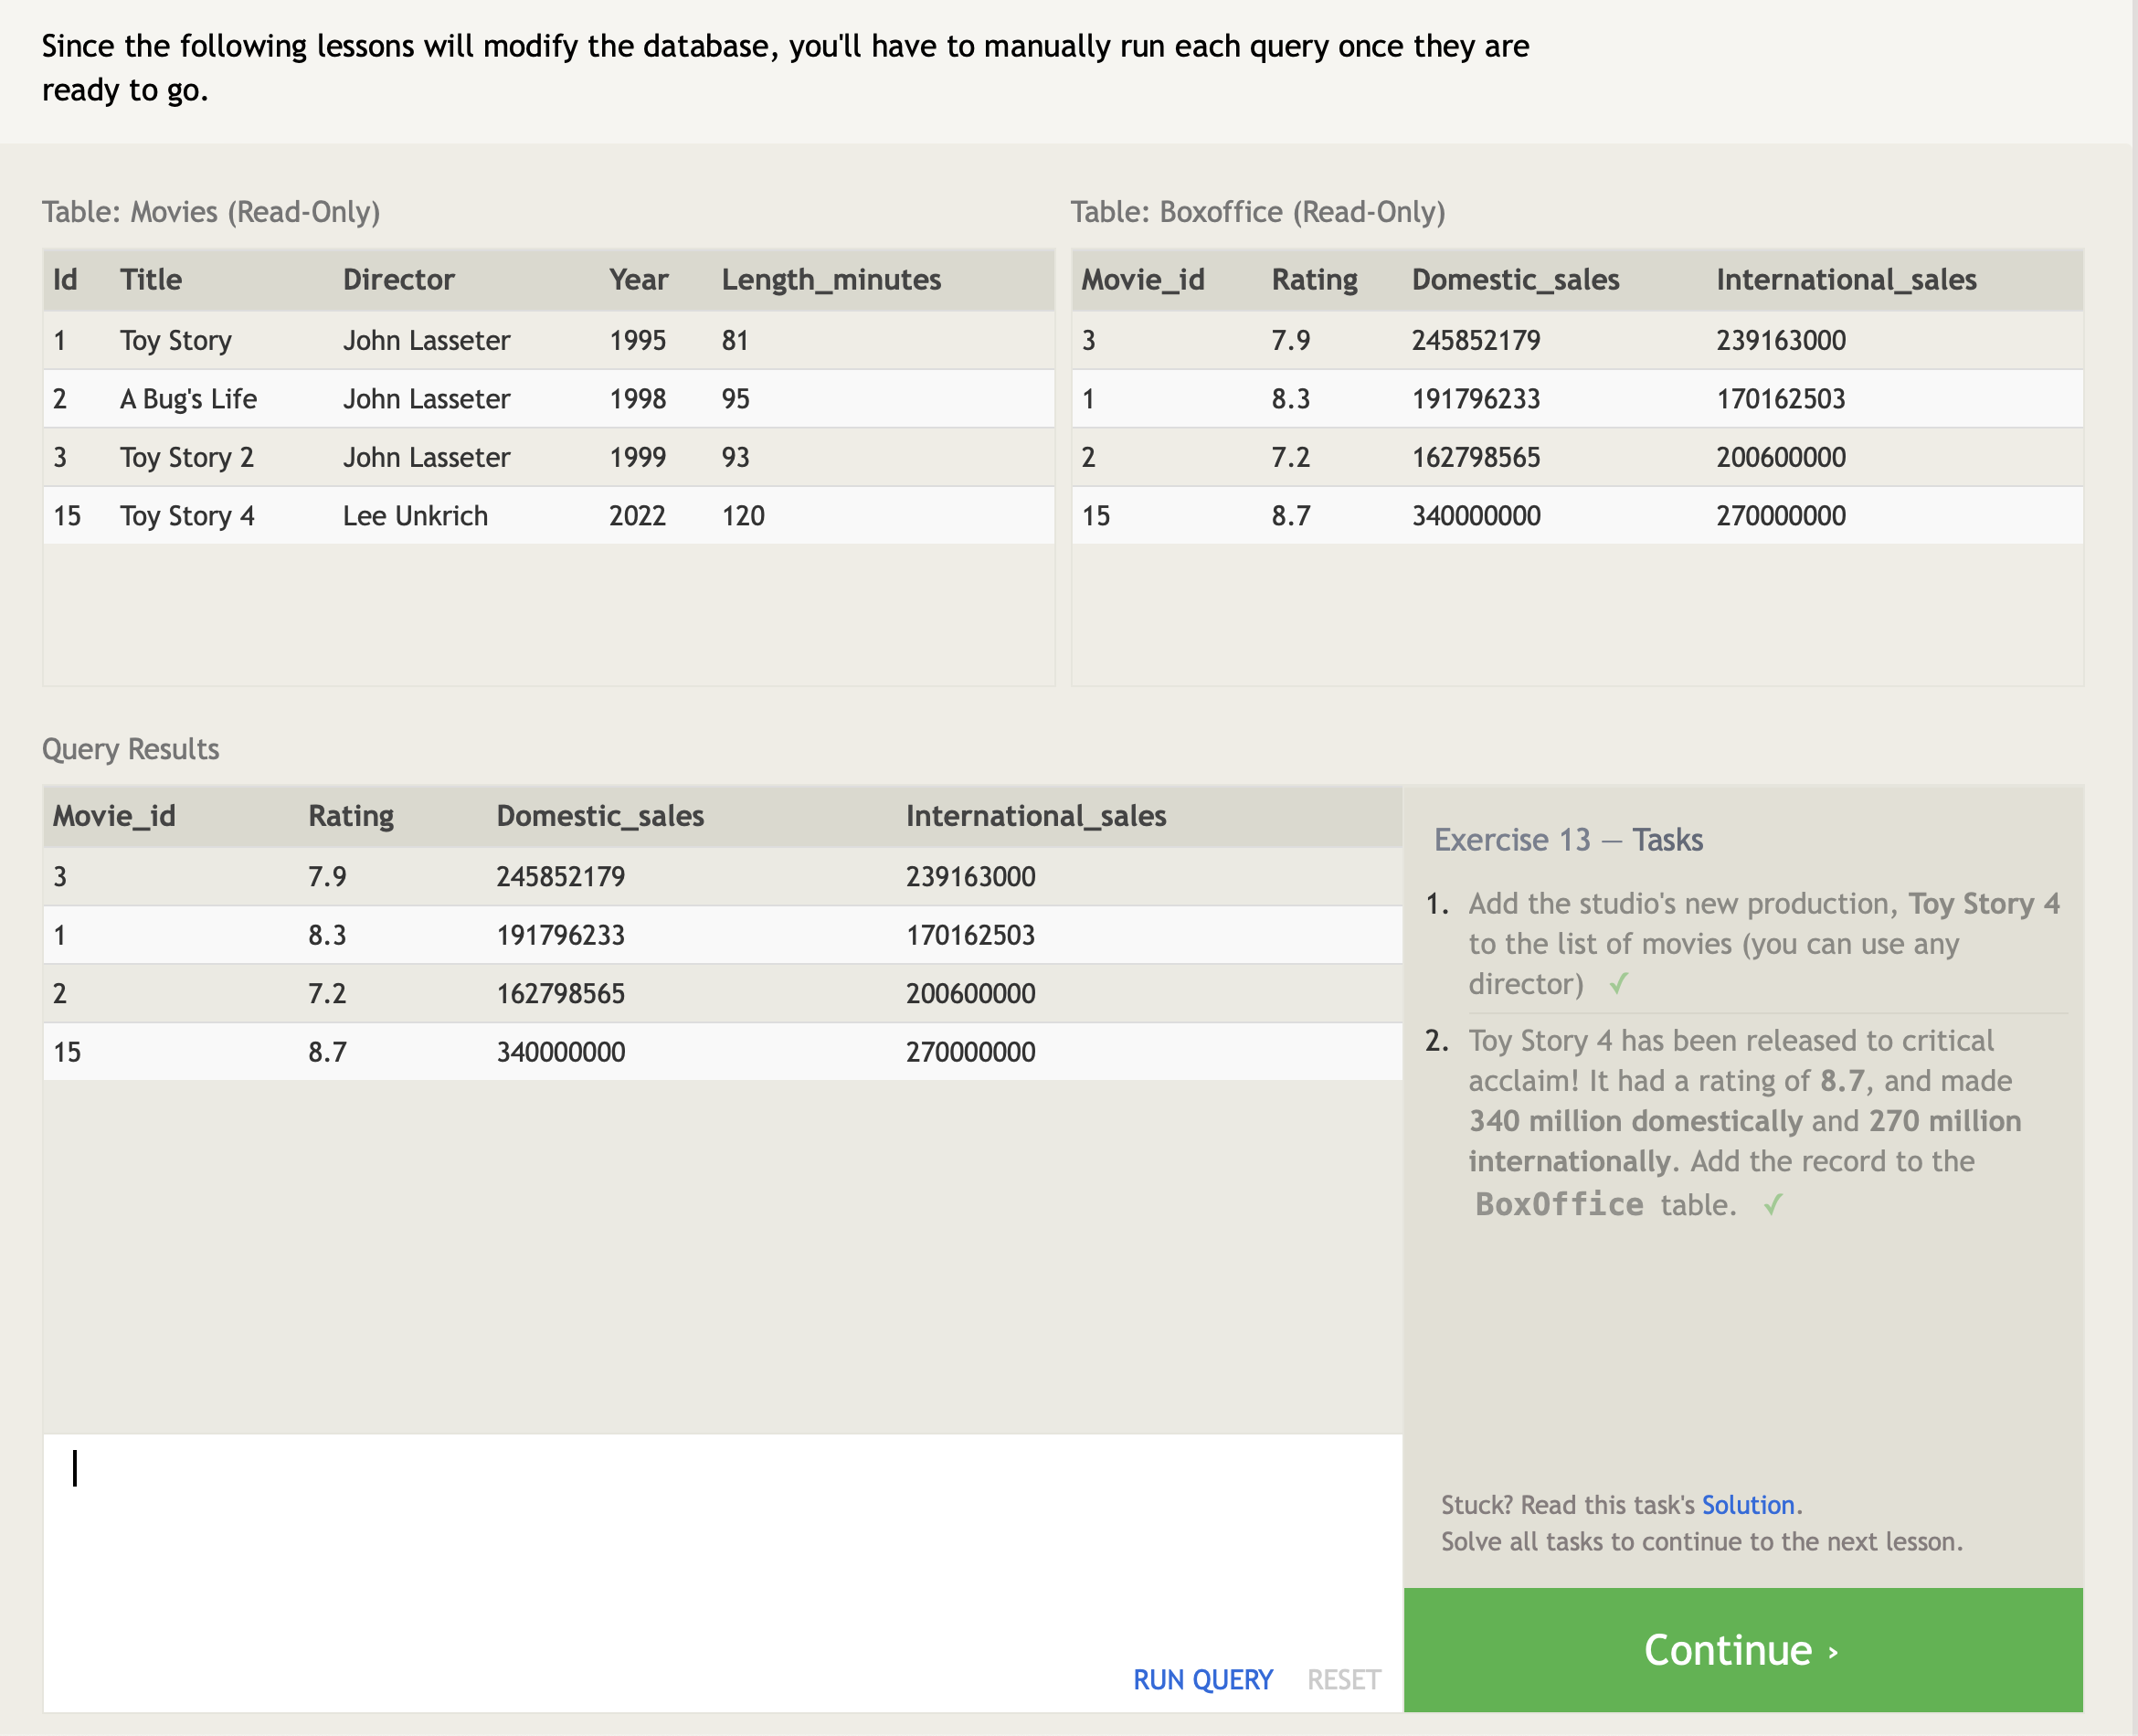 Since the following lessons will modify the database, you'll have to manually run each query once they are
ready to go.
Table: Movies (Read-Only)
Id Title Director Year Length_minutes
1 Toy Story John Lasseter 1995 81
2 A Bug's Life John Lasseter 1998 95
3 Toy Story 2 John Lasseter 1999 93
15 Toy Story 4 Lee Unkrich 2022 120
Table: Boxoffice (Read-Only)
Movie_id Rating Domestic_sales International_sales
3 7.9 245852179 239163000
1 8.3 191796233 170162503
2 7.2 162798565 200600000
15 8.7 340000000 270000000
Query Results
Movie_id Rating Domestic_sales International_sales
3 7.9 245852179 239163000
1 8.3 191796233 170162503
2 7.2 162798565 200600000
15 8.7 340000000 270000000
RUN QUERY RESET
Exercise 13 — Tasks
1. Add the studio's new production, Toy Story 4
to the list of movies (you can use any
director) ✓
2. Toy Story 4 has been released to critical
acclaim! It had a rating of 8.7, and made
340 million domestically and 270 million
internationally. Add the record to the
BoxOffice table. ✓
Stuck? Read this task's Solution.
Solve all tasks to continue to the next lesson.
Continue ›